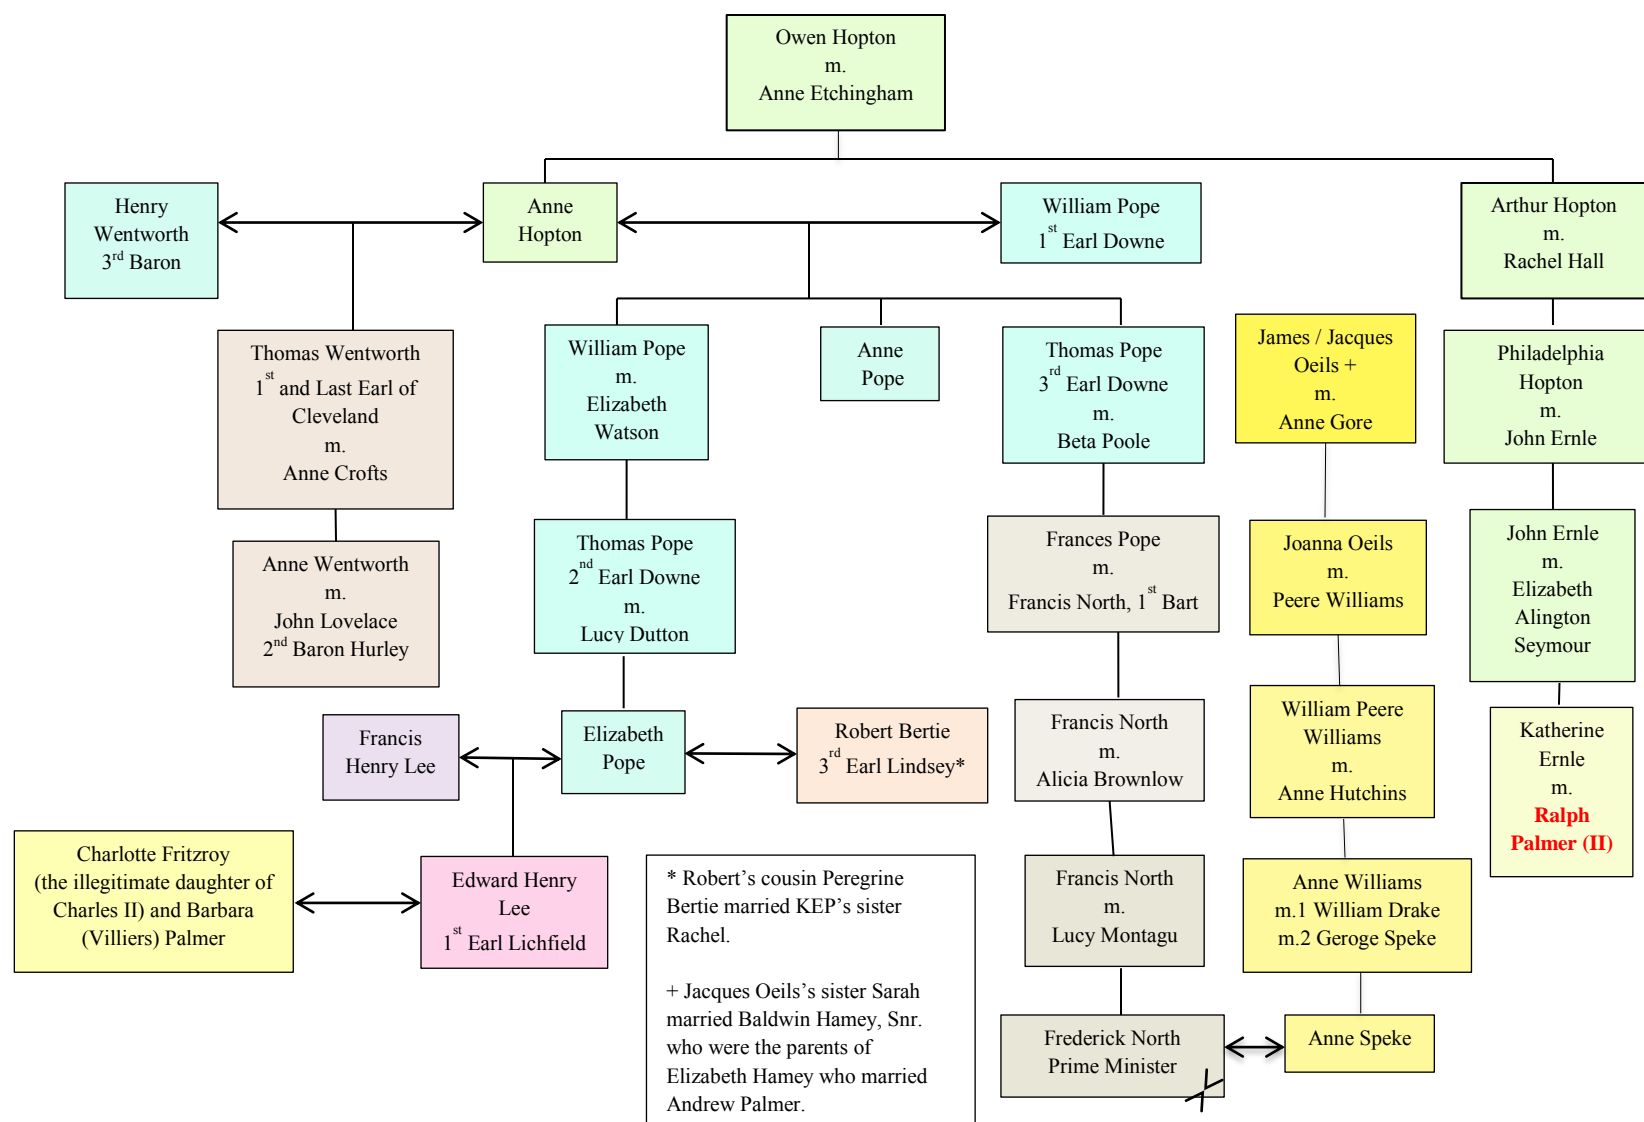 Owen Hopton
m.
Anne Etchingham
Henry
Wentworth
3rd Baron
Anne
Hopton
William Pope
1st Earl Downe
Arthur Hopton
m.
Rachel Hall
Thomas Wentworth
1st and Last Earl of
Cleveland
m.
Anne Crofts
William Pope
m.
Elizabeth
Watson
Anne
Pope
Thomas Pope
3rd Earl Downe
m.
Beta Poole
James / Jacques
Oeils +
m.
Anne Gore
Philadelphia
Hopton
m.
John Ernle
Anne Wentworth
m.
John Lovelace
2nd Baron Hurley
Thomas Pope
2nd Earl Downe
m.
Lucy Dutton
Frances Pope
m.
Francis North, 1st Bart
Joanna Oeils
m.
Peere Williams
John Ernle
m.
Elizabeth
Alington
Seymour
Francis
Henry Lee
Elizabeth
Pope
Robert Bertie
3rd Earl Lindsey*
Francis North
m.
Alicia Brownlow
William Peere
Williams
m.
Anne Hutchins
Katherine
Ernle
m.
Ralph
Palmer (II)
Charlotte Fritzroy
(the illegitimate daughter of
Charles II) and Barbara
(Villiers) Palmer
Edward Henry
Lee
1st Earl Lichfield
* Robert's cousin Peregrine
Bertie married KEP's sister
Rachel.
+ Jacques Oeils's sister Sarah
married Baldwin Hamey, Snr.
who were the parents of
Elizabeth Hamey who married
Andrew Palmer.
Francis North
m.
Lucy Montagu
Anne Williams
m.1 William Drake
m.2 Geroge Speke
Frederick North
Prime Minister
Anne Speke